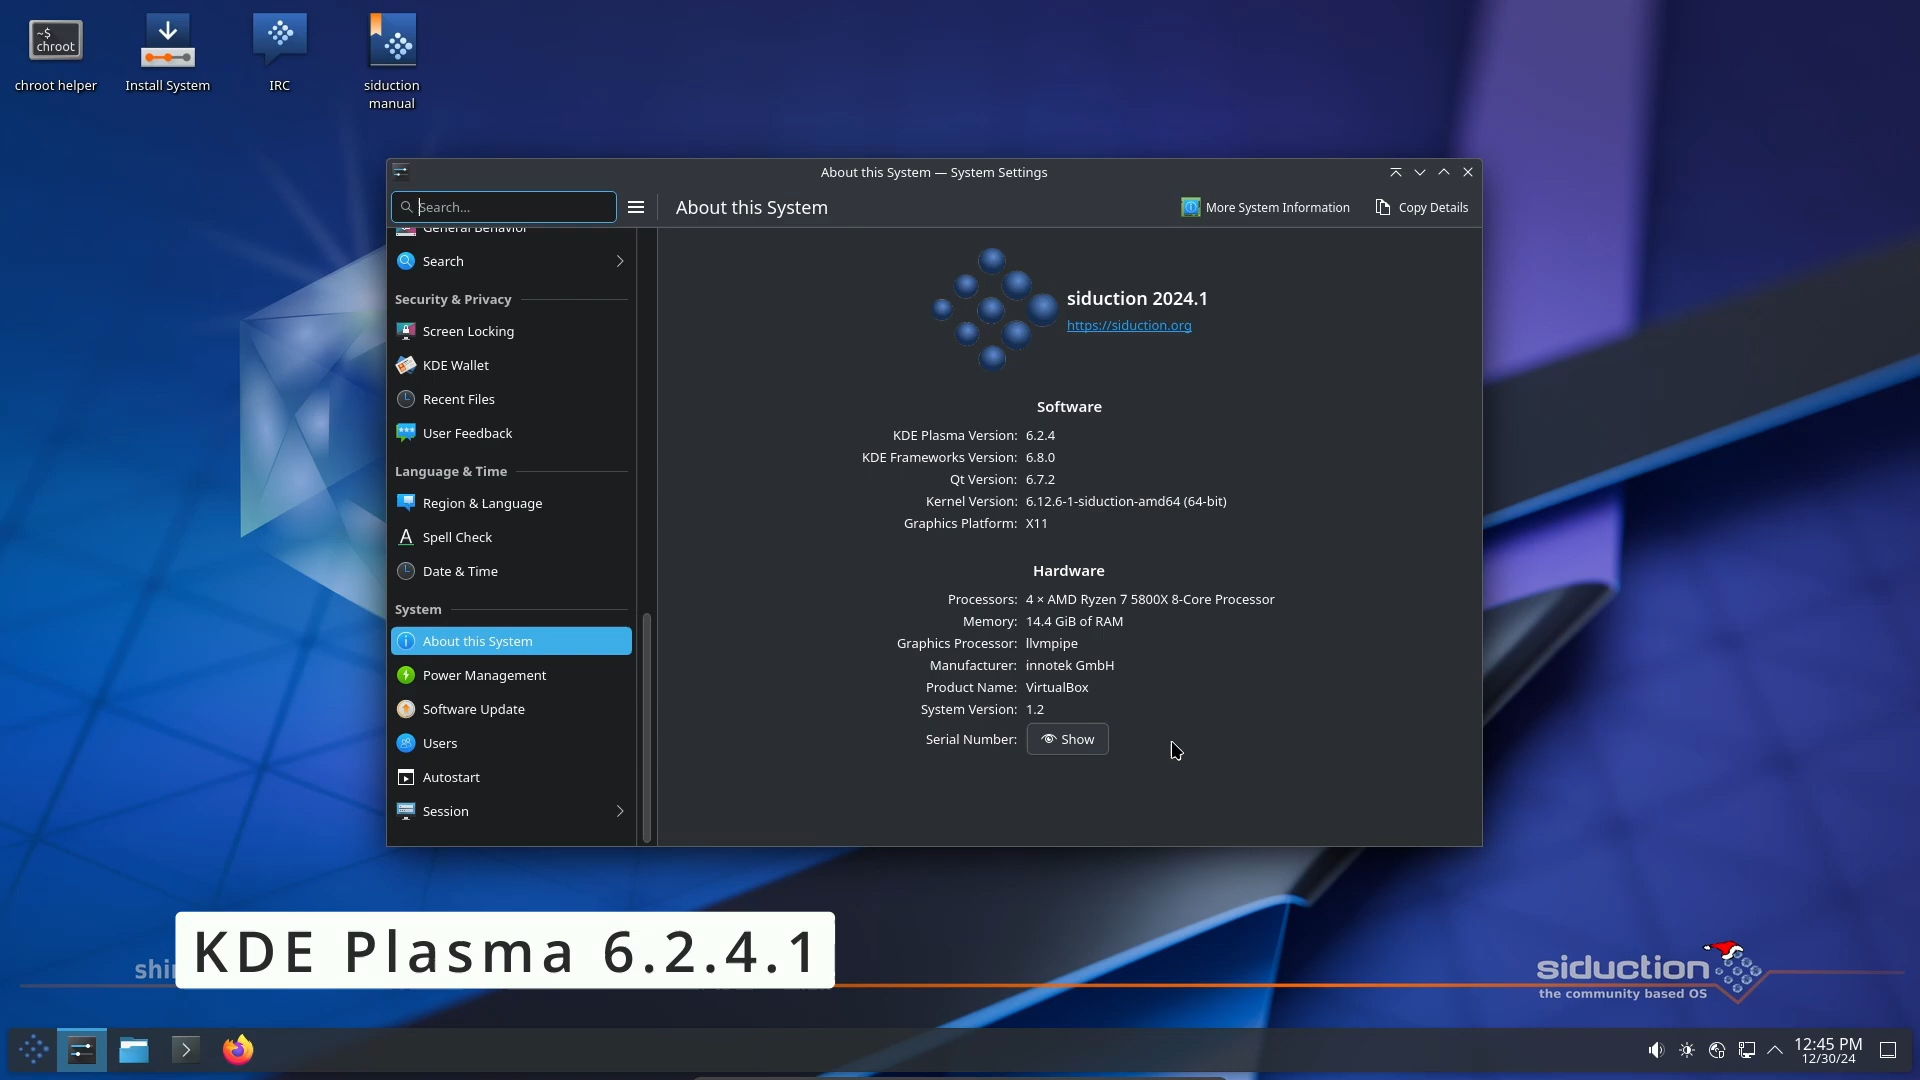 ~$
chroot
chroot helper
Install System
IRC
siduction
manual
About this System — System Settings
Search...
About this System
More System Information
Copy Details
General Behavior
Search
Security & Privacy
Screen Locking
KDE Wallet
Recent Files
User Feedback
Language & Time
Region & Language
Spell Check
Date & Time
System
About this System
Power Management
Software Update
Users
Autostart
Session
siduction 2024.1
https://siduction.org
Software
KDE Plasma Version: 6.2.4
KDE Frameworks Version: 6.8.0
Qt Version: 6.7.2
Kernel Version: 6.12.6-1-siduction-amd64 (64-bit)
Graphics Platform: X11
Hardware
Processors: 4 × AMD Ryzen 7 5800X 8-Core Processor
Memory: 14.4 GiB of RAM
Graphics Processor: llvmpipe
Manufacturer: innotek GmbH
Product Name: VirtualBox
System Version: 1.2
Serial Number: Show
KDE Plasma 6.2.4.1
siduction
the community based OS
12:45 PM
12/30/24